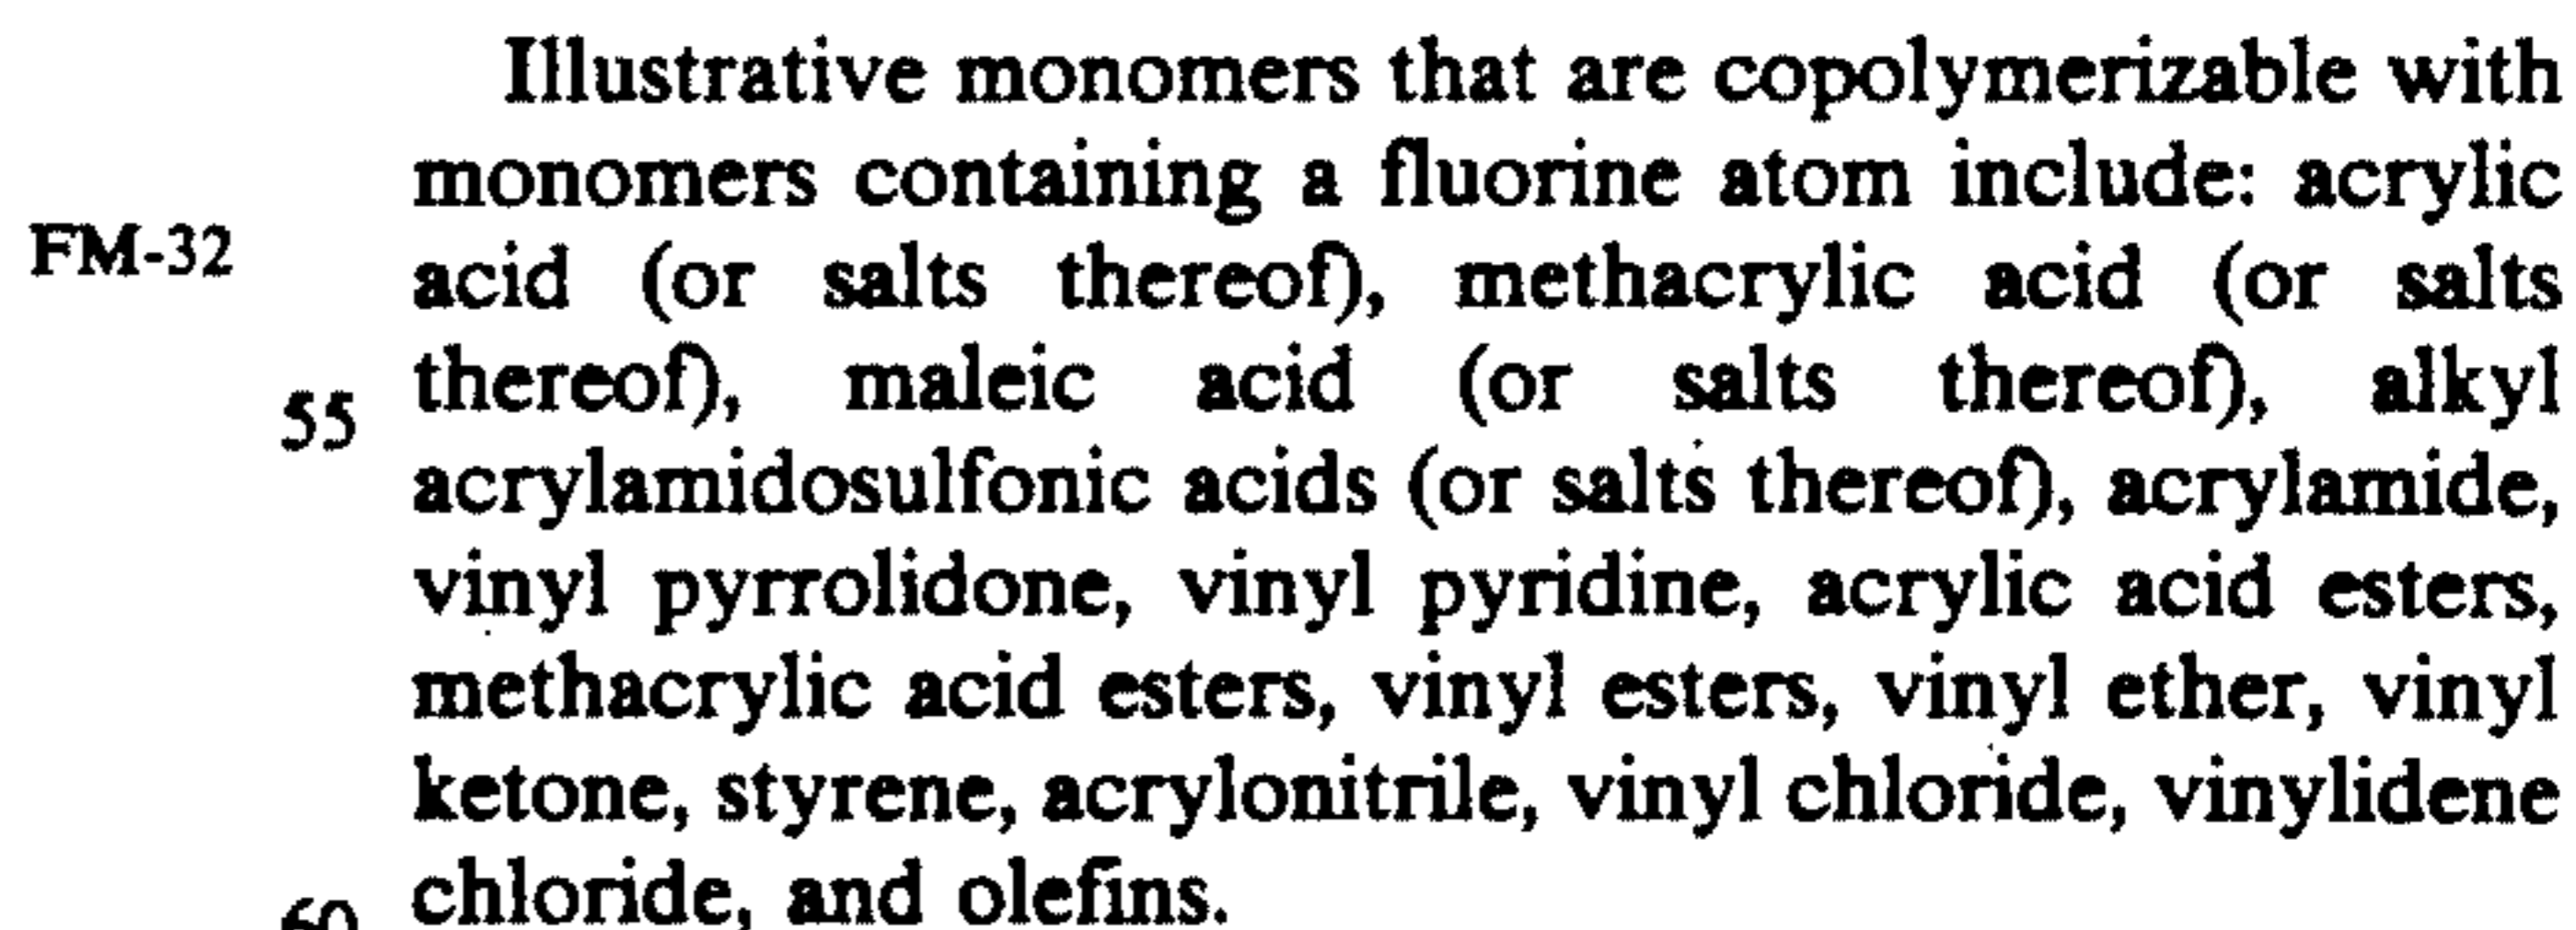 Illustrative monomers that are copolymerizable with
monomers containing a fluorine atom include: acrylic
FM-32
acid (or salts thereof), methacrylic acid (or salts
thereof), maleic acid (or salts thereof), alkyl
55
acrylamidosulfonic acids (or salts thereof), acrylamide,
vinyl pyrrolidone, vinyl pyridine, acrylic acid esters,
methacrylic acid esters, vinyl esters, vinyl ether, vinyl
ketone, styrene, acrylonitrile, vinyl chloride, vinylidene
chloride, and olefins.
60